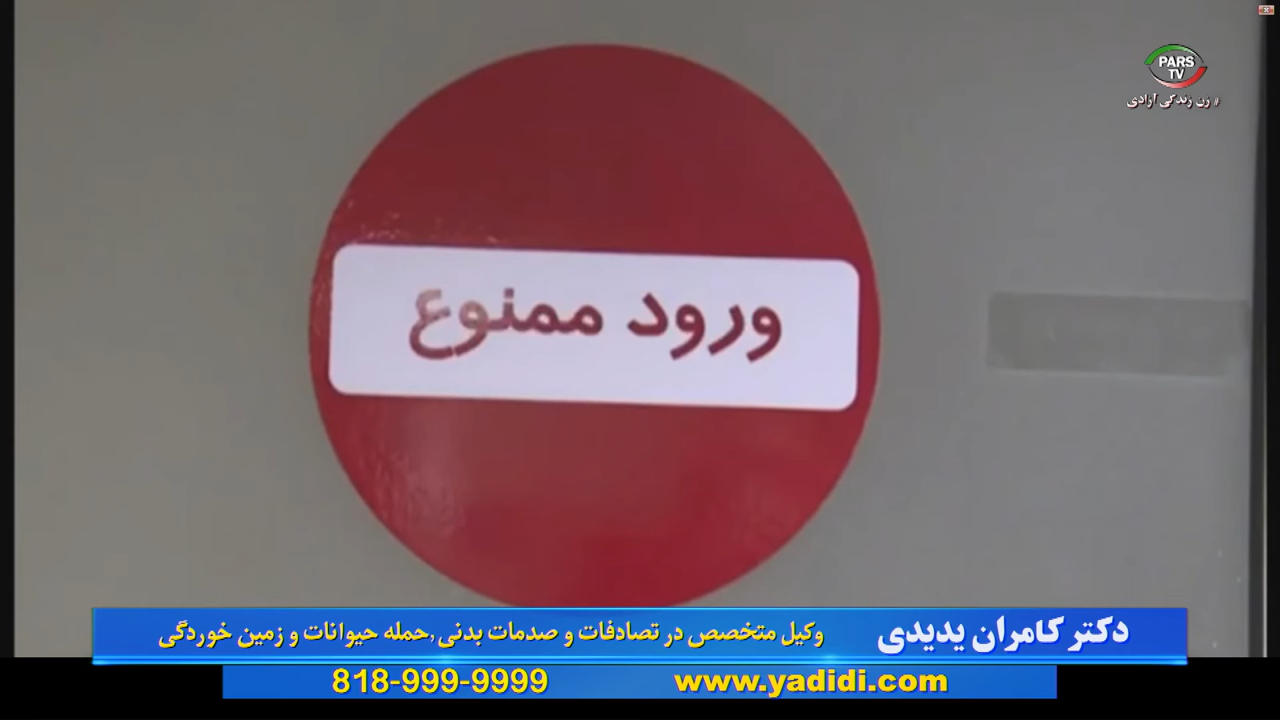 PARS
TV
# زن زندگی آزادی
ورود ممنوع
دکتر کامران یدیدی
وکیل متخصص در تصادفات و صدمات بدنی,حمله حیوانات و زمین خوردگی
818-999-9999
www.yadidi.com